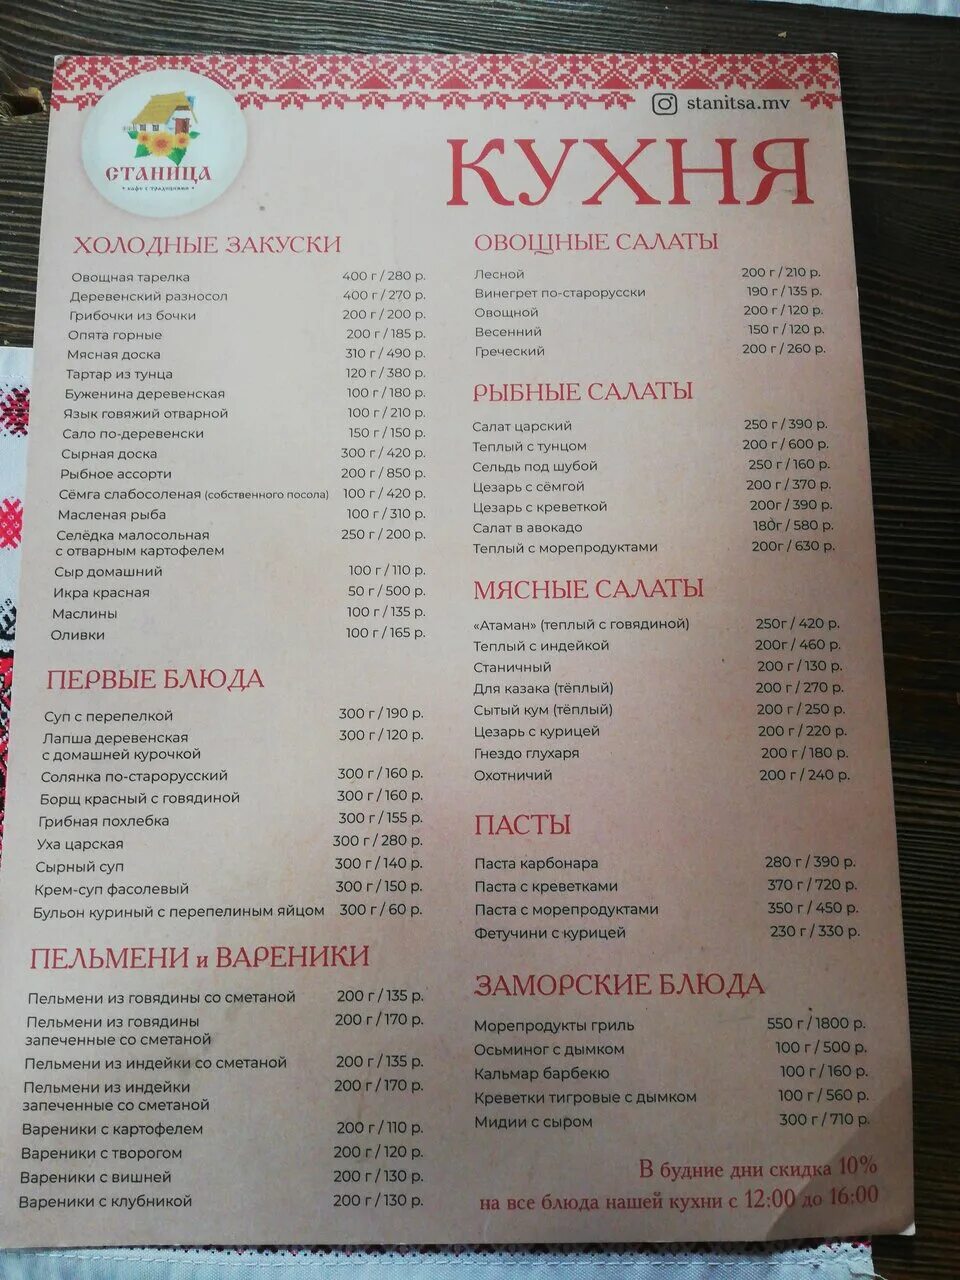 stanitsa.mv
СТАНИЦА
• кафе с традициями •
КУХНЯ
ХОЛОДНЫЕ ЗАКУСКИ
Овощная тарелка 400 г / 280 р.
Деревенский разносол 400 г / 270 р.
Грибочки из бочки 200 г / 200 р.
Опята горные 200 г / 185 р.
Мясная доска 310 г / 490 р.
Тартар из тунца 120 г / 380 р.
Буженина деревенская 100 г / 180 р.
Язык говяжий отварной 100 г / 210 р.
Сало по-деревенски 150 г / 150 р.
Сырная доска 300 г / 420 р.
Рыбное ассорти 200 г / 850 р.
Сёмга слабосоленая (собственного посола) 100 г / 420 р.
Масленая рыба 100 г / 310 р.
Селёдка малосольная 250 г / 200 р.
с отварным картофелем
Сыр домашний 100 г / 110 р.
Икра красная 50 г / 500 р.
Маслины 100 г / 135 р.
Оливки 100 г / 165 р.
ПЕРВЫЕ БЛЮДА
Суп с перепелкой 300 г / 190 р.
Лапша деревенская 300 г / 120 р.
с домашней курочкой
Солянка по-старорусский 300 г / 160 р.
Борщ красный с говядиной 300 г / 160 р.
Грибная похлебка 300 г / 155 р.
Уха царская 300 г / 280 р.
Сырный суп 300 г / 140 р.
Крем-суп фасолевый 300 г / 150 р.
Бульон куриный с перепелиным яйцом 300 г / 60 р.
ПЕЛЬМЕНИ и ВАРЕНИКИ
Пельмени из говядины со сметаной 200 г / 135 р.
Пельмени из говядины 200 г / 170 р.
запеченные со сметаной
Пельмени из индейки со сметаной 200 г / 135 р.
Пельмени из индейки 200 г / 170 р.
запеченные со сметаной
Вареники с картофелем 200 г / 110 р.
Вареники с творогом 200 г / 120 р.
Вареники с вишней 200 г / 130 р.
Вареники с клубникой 200 г / 130 р.
ОВОЩНЫЕ САЛАТЫ
Лесной 200 г / 210 р.
Винегрет по-старорусски 190 г / 135 р.
Овощной 200 г / 120 р.
Весенний 150 г / 120 р.
Греческий 200 г / 260 р.
РЫБНЫЕ САЛАТЫ
Салат царский 250 г / 390 р.
Теплый с тунцом 200 г / 600 р.
Сельдь под шубой 250 г / 160 р.
Цезарь с сёмгой 200 г / 370 р.
Цезарь с креветкой 200г / 390 р.
Салат в авокадо 180г / 580 р.
Теплый с морепродуктами 200г / 630 р.
МЯСНЫЕ САЛАТЫ
«Атаман» (теплый с говядиной) 250г / 420 р.
Теплый с индейкой 200г / 460 р.
Станичный 200 г / 130 р.
Для казака (тёплый) 200 г / 270 р.
Сытый кум (тёплый) 200 г / 250 р.
Цезарь с курицей 200 г / 220 р.
Гнездо глухаря 200 г / 180 р.
Охотничий 200 г / 240 р.
ПАСТЫ
Паста карбонара 280 г / 390 р.
Паста с креветками 370 г / 720 р.
Паста с морепродуктами 350 г / 450 р.
Фетучини с курицей 230 г / 330 р.
ЗАМОРСКИЕ БЛЮДА
Морепродукты гриль 550 г / 1800 р.
Осьминог с дымком 100 г / 500 р.
Кальмар барбекю 100 г / 160 р.
Креветки тигровые с дымком 100 г / 560 р.
Мидии с сыром 300 г / 710 р.
В будние дни скидка 10%
на все блюда нашей кухни с 12:00 до 16:00